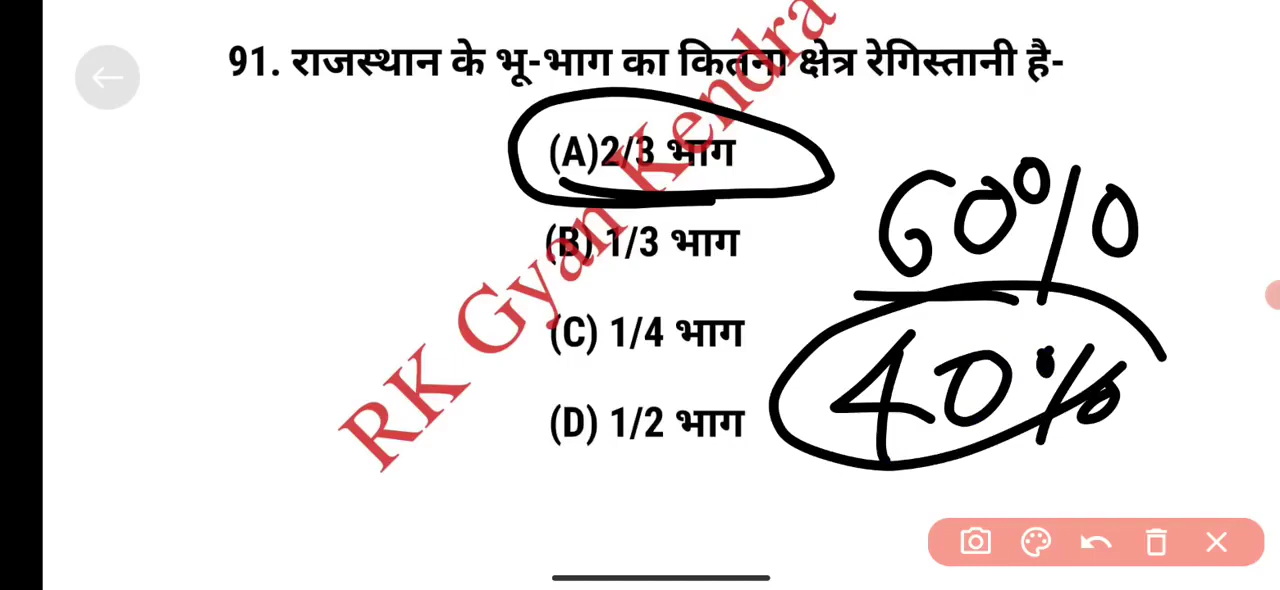 91. राजस्थान के भू-भाग का कितना क्षेत्र रेगिस्तानी है-
(A)2/3 भाग
(B) 1/3 भाग
(C) 1/4 भाग
(D) 1/2 भाग
60%
40%
RK Gyan Kendra